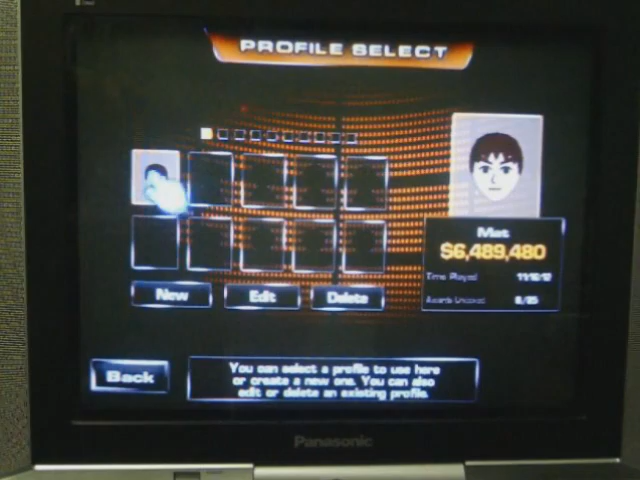 PROFILE SELECT
Mat
$6,489,480
Time Played
Awards Unlocked
New
Edit
Delete
Back
You can select a profile to use here
or create a new one. You can also
edit or delete an existing profile.
Panasonic